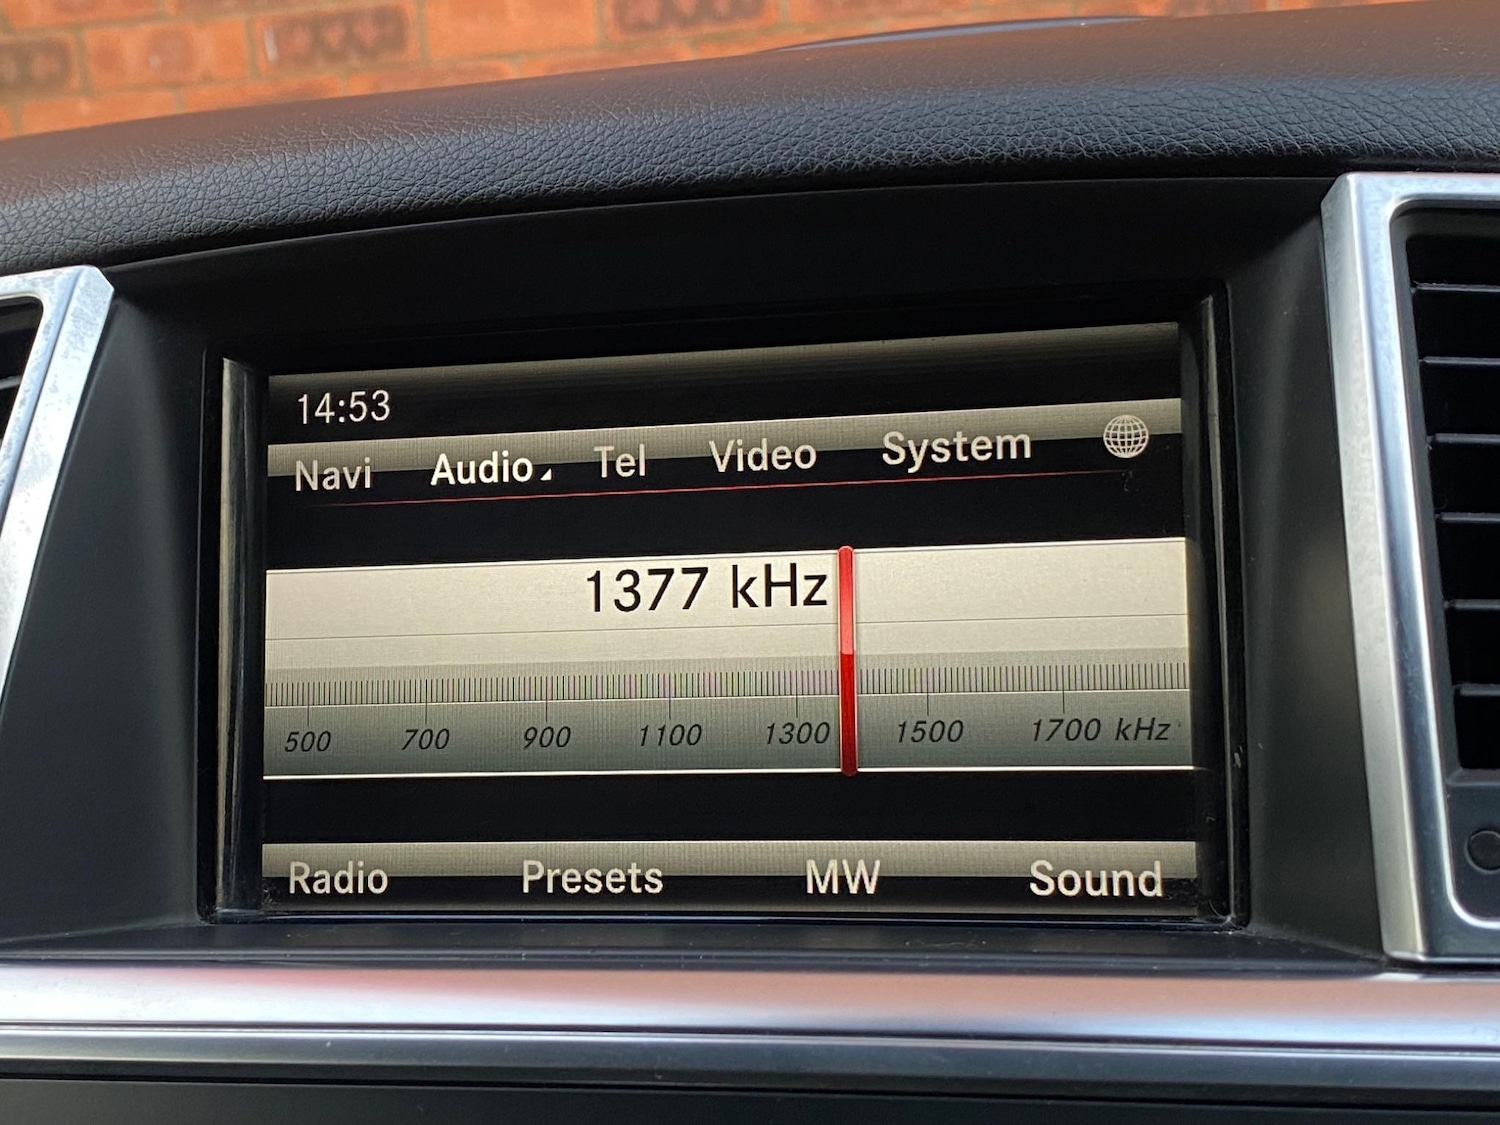 14:53
Navi Audio Tel Video System
1377 kHz
500 700 900 1100 1300 1500 1700 kHz
Radio Presets MW Sound